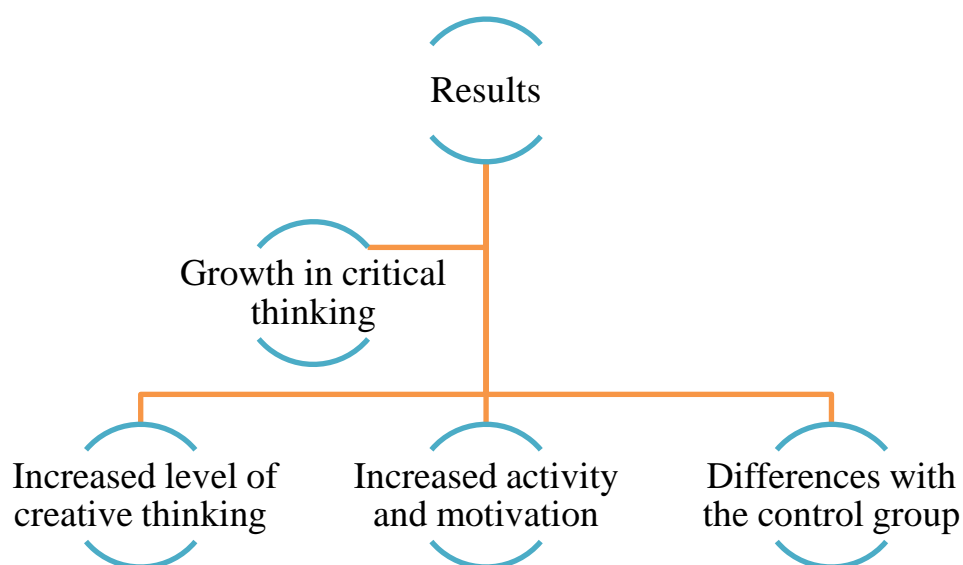 Results
Growth in critical
thinking
Increased level of
creative thinking
Increased activity
and motivation
Differences with
the control group